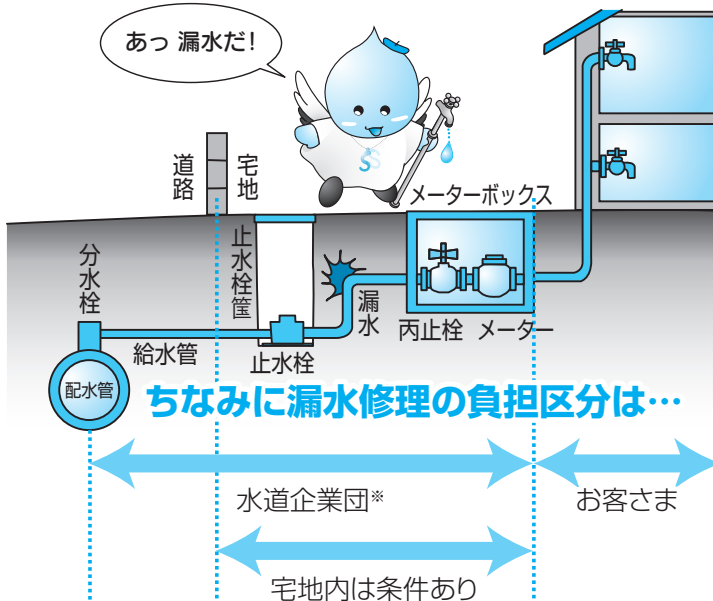 あっ 漏水だ!
道路
宅地
メーターボックス
分水栓
止水栓筺
漏水
丙止栓 メーター
給水管
止水栓
配水管
ちなみに漏水修理の負担区分は…
水道企業団※
お客さま
宅地内は条件あり